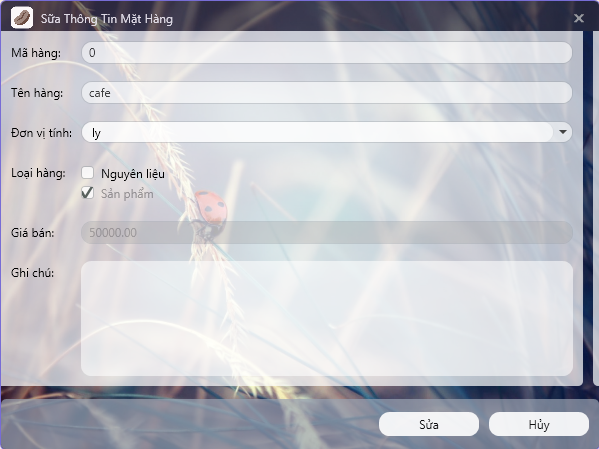 Sữa Thông Tin Mặt Hàng
Mã hàng: 0
Tên hàng: cafe
Đơn vị tính: ly
Loại hàng: Nguyên liệu
Sản phẩm
Giá bán: 50000.00
Ghi chú:
Sửa Hủy